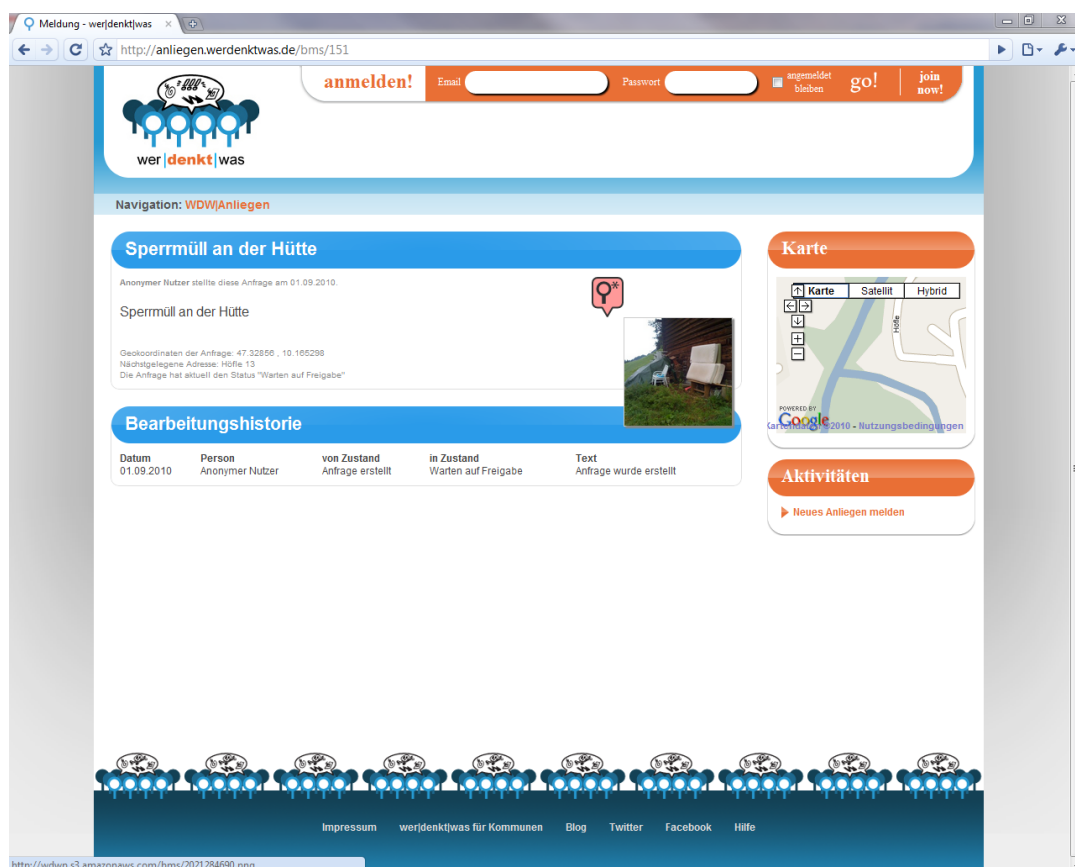 Meldung - wer|denkt|was
http://anliegen.werdenktwas.de/bms/151
anmelden! Email Passwort angemeldet bleiben go! join now!
wer|denkt|was
Navigation: WDW|Anliegen
Sperrmüll an der Hütte
Anonymer Nutzer stellte diese Anfrage am 01.09.2010.
Sperrmüll an der Hütte
Geokoordinaten der Anfrage: 47.32856 , 10.165298
Nächstgelegene Adresse: Höfle 13
Die Anfrage hat aktuell den Status "Warten auf Freigabe"
Bearbeitungshistorie
Datum Person von Zustand in Zustand Text
01.09.2010 Anonymer Nutzer Anfrage erstellt Warten auf Freigabe Anfrage wurde erstellt
Karte
Karte Satellit Hybrid
Höfle
POWERED BY
Google
Kartendaten ©2010 - Nutzungsbedingungen
Aktivitäten
Neues Anliegen melden
Impressum wer|denkt|was für Kommunen Blog Twitter Facebook Hilfe
http://wdwp.s3.amazonaws.com/bms/2021284690.png